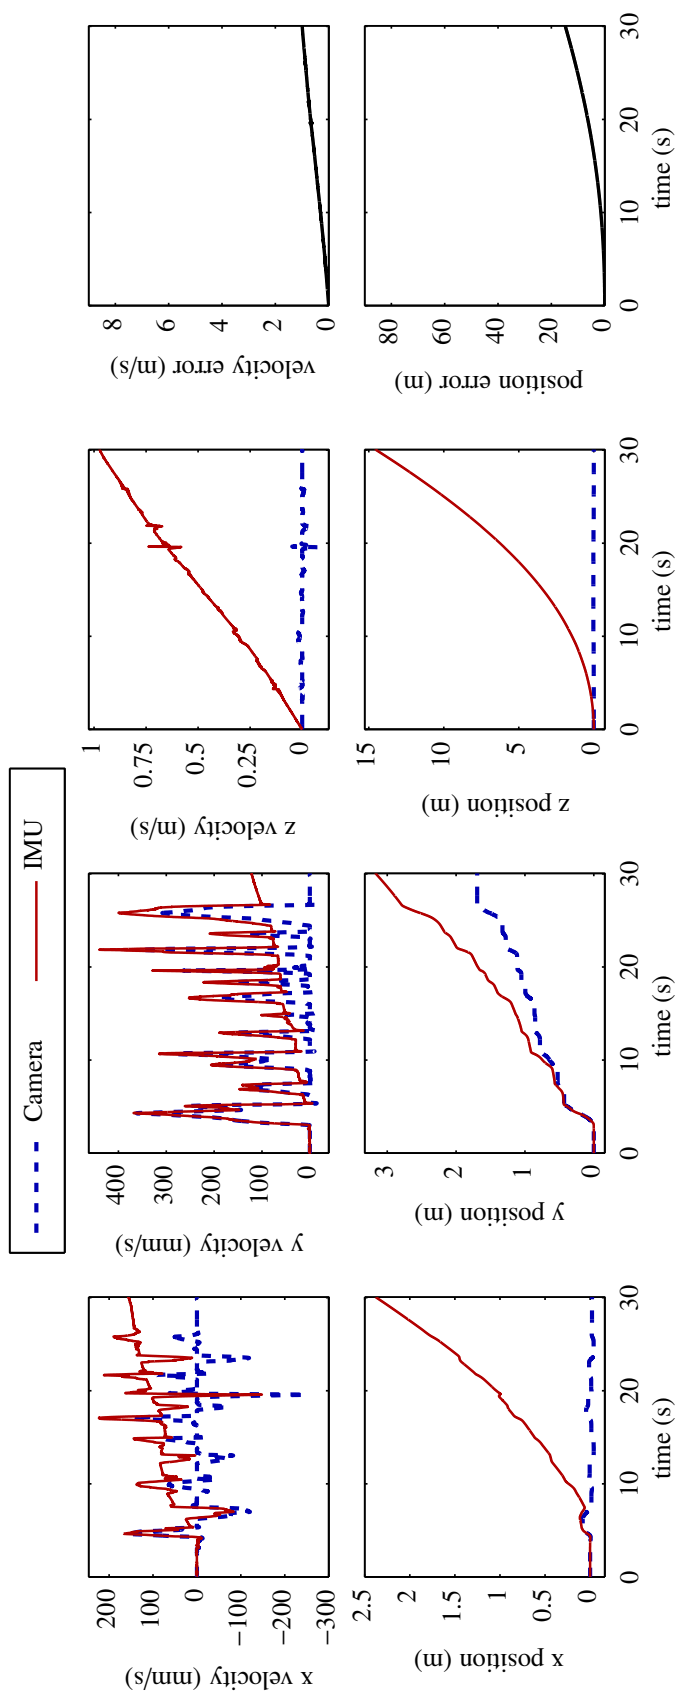 Camera IMU
200
100
0
−100
−200
−300
x velocity (mm/s)
400
300
200
100
0
y velocity (mm/s)
1
0.75
0.5
0.25
0
z velocity (m/s)
8
6
4
2
0
velocity error (m/s)
2.5
2
1.5
1
0.5
0
x position (m)
0 10 20 30
time (s)
3
2
1
0
y position (m)
0 10 20 30
time (s)
15
10
5
0
z position (m)
0 10 20 30
time (s)
80
60
40
20
0
position error (m)
0 10 20 30
time (s)